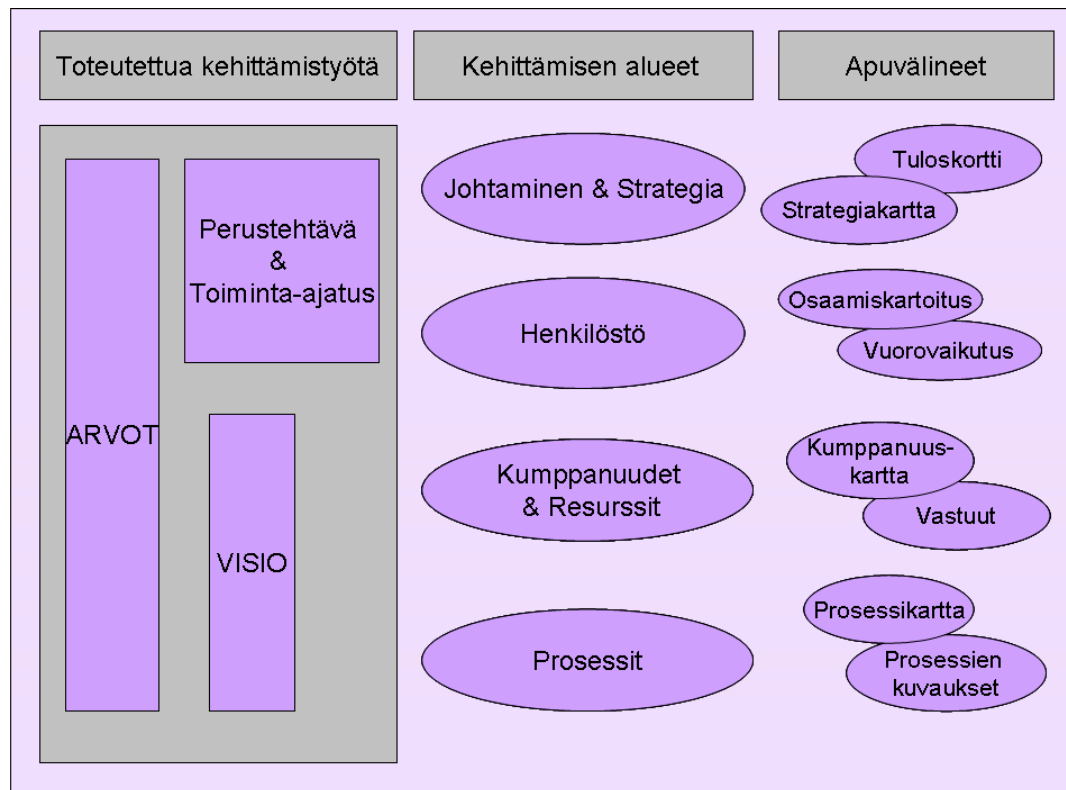 Toteutettua kehittämistyötä
Kehittämisen alueet
Apuvälineet
ARVOT
Perustehtävä
&
Toiminta-ajatus
VISIO
Johtaminen & Strategia
Henkilöstö
Kumppanuudet
& Resurssit
Prosessit
Tuloskortti
Strategiakartta
Osaamiskartoitus
Vuorovaikutus
Kumppanuus-
kartta
Vastuut
Prosessikartta
Prosessien
kuvaukset